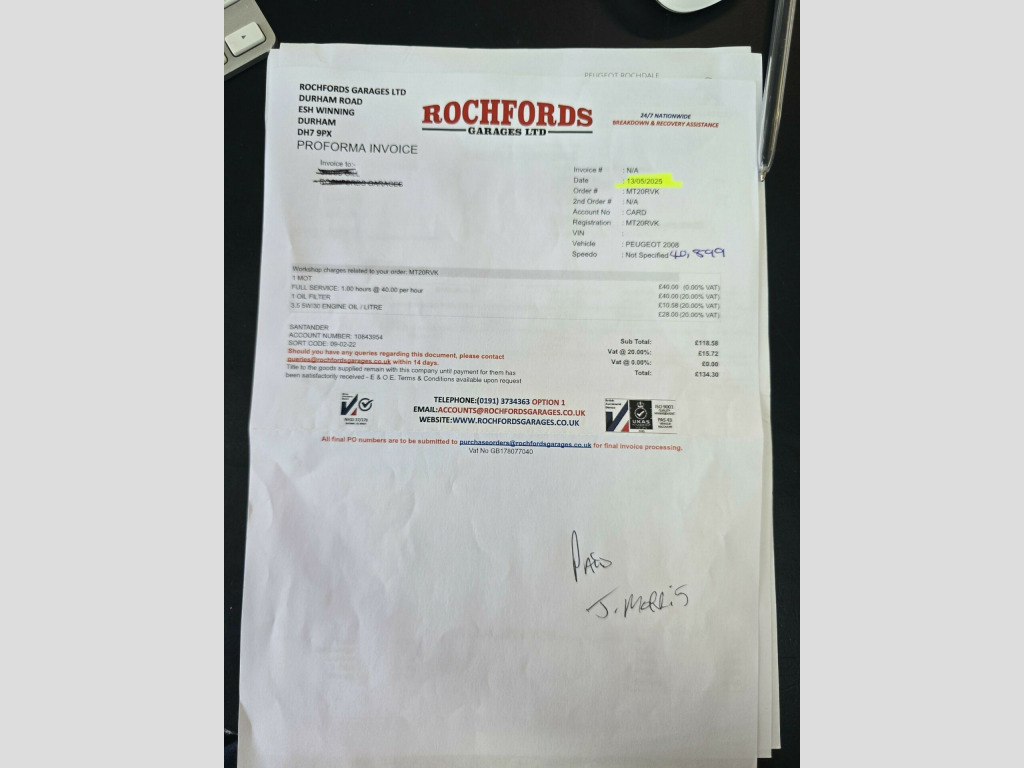 PEUGEOT ROCHDALE
ROCHFORDS GARAGES LTD
DURHAM ROAD
ESH WINNING
DURHAM
DH7 9PX
PROFORMA INVOICE
ROCHFORDS
GARAGES LTD
24/7 NATIONWIDE
BREAKDOWN & RECOVERY ASSISTANCE
Invoice to:-
GARAGES
Invoice # : N/A
Date : 13/05/2025
Order # : MT20RVK
2nd Order # : N/A
Account No : CARD
Registration : MT20RVK
VIN :
Vehicle : PEUGEOT 2008
Speedo : Not Specified 40,899
Workshop charges related to your order: MT20RVK
1 MOT £40.00 (0.00% VAT)
FULL SERVICE: 1.00 hours @ 40.00 per hour £40.00 (20.00% VAT)
1 OIL FILTER £10.58 (20.00% VAT)
3.5 5W/30 ENGINE OIL / LITRE £28.00 (20.00% VAT)
SANTANDER
ACCOUNT NUMBER: 10843054
SORT CODE: 09-02-22
Should you have any queries regarding this document, please contact
queries@rochfordsgarages.co.uk within 14 days.
Title to the goods supplied remain with this company until payment for them has
been satisfactorily received - E & O E. Terms & Conditions available upon request
Sub Total: £118.58
Vat @ 20.00%: £15.72
Vat @ 0.00%: £0.00
Total: £134.30
TELEPHONE:(0191) 3734363 OPTION 1
EMAIL:ACCOUNTS@ROCHFORDSGARAGES.CO.UK
WEBSITE:WWW.ROCHFORDSGARAGES.CO.UK
UKAS
All final PO numbers are to be submitted to purchaseorders@rochfordsgarages.co.uk for final invoice processing.
Vat No GB178077040
PAID
J. MORRIS